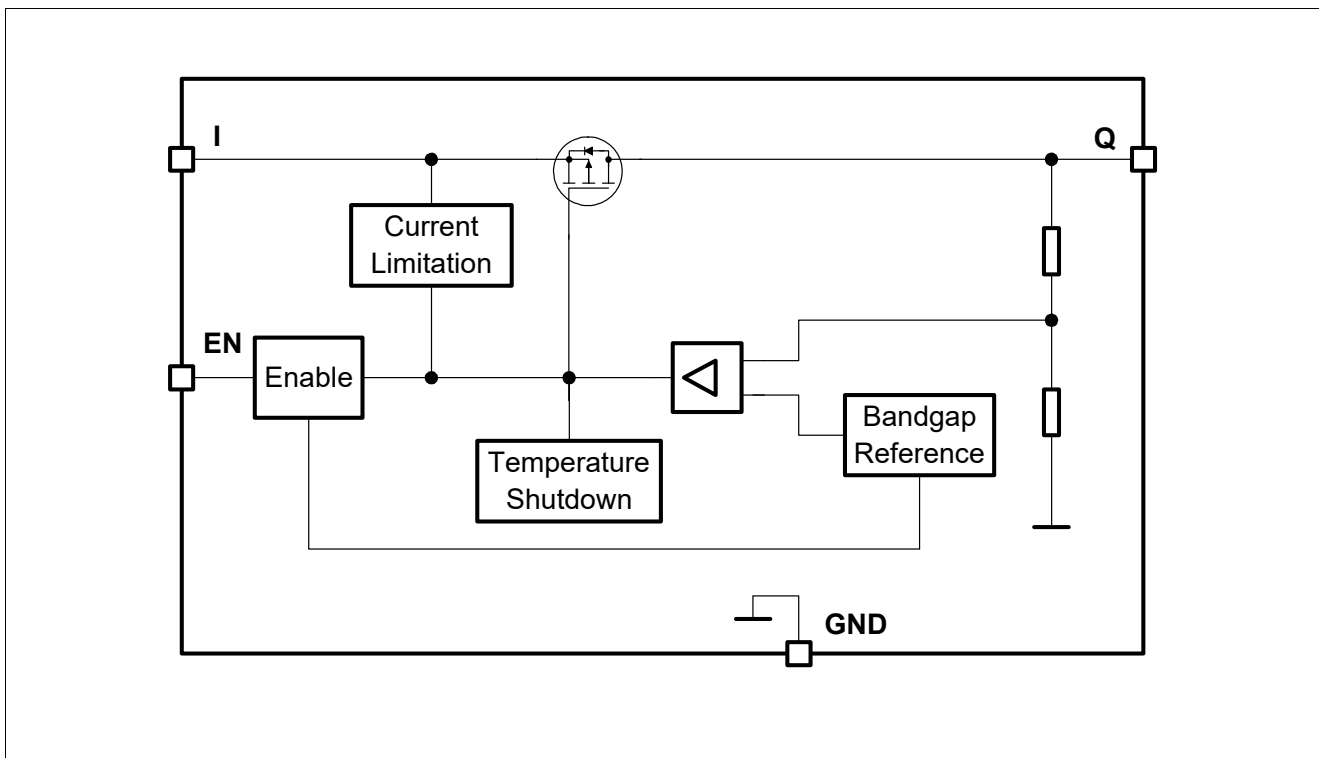 I
Q
Current
Limitation
EN
Enable
Bandgap
Reference
Temperature
Shutdown
GND